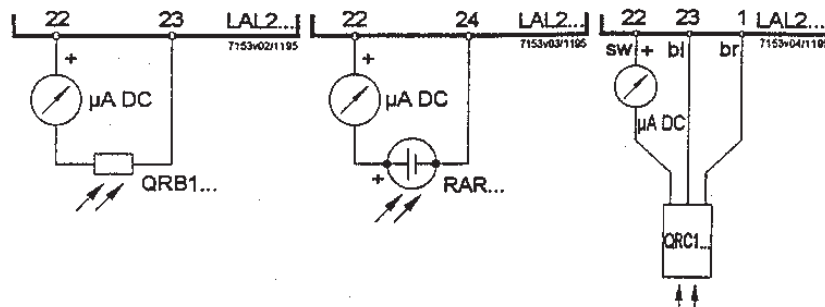 22 23 LAL2...
7153v02/1195
+
µA DC
QRB1...
22 24 LAL2...
7153v03/1195
+
µA DC
+ RAR...
22 23 1 LAL2...
7153v04/1195
sw + bl br
µA DC
QRC1...